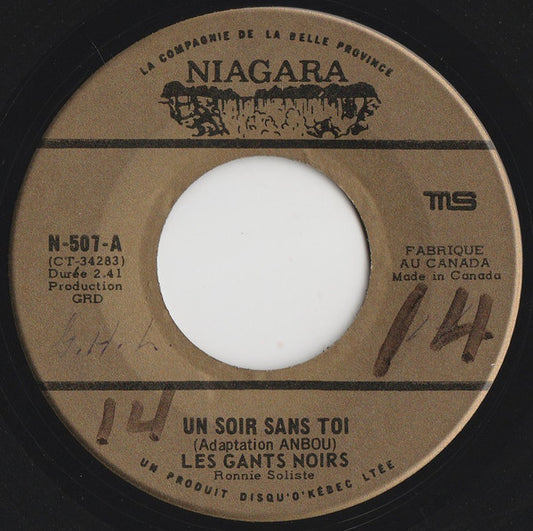 LA COMPAGNIE DE LA BELLE PROVINCE
NIAGARA
MS
N-507-A
(CT-34283)
Durée 2.41
Production
GRD
FABRIQUE
AU CANADA
Made in Canada
G.H.L.
14
14
UN SOIR SANS TOI
(Adaptation ANBOU)
LES GANTS NOIRS
Ronnie Soliste
UN PRODUIT DISQU'O'KÉBEC LTÉE